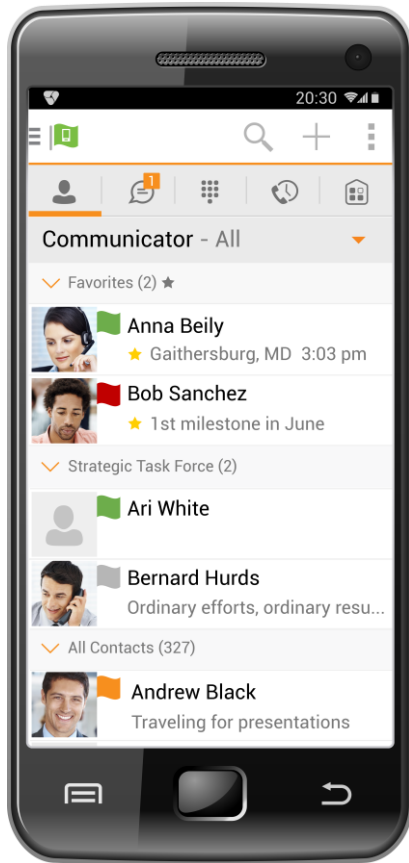 20:30
1
Communicator - All
Favorites (2)
Anna Beily
Gaithersburg, MD 3:03 pm
Bob Sanchez
1st milestone in June
Strategic Task Force (2)
Ari White
Bernard Hurds
Ordinary efforts, ordinary resu...
All Contacts (327)
Andrew Black
Traveling for presentations